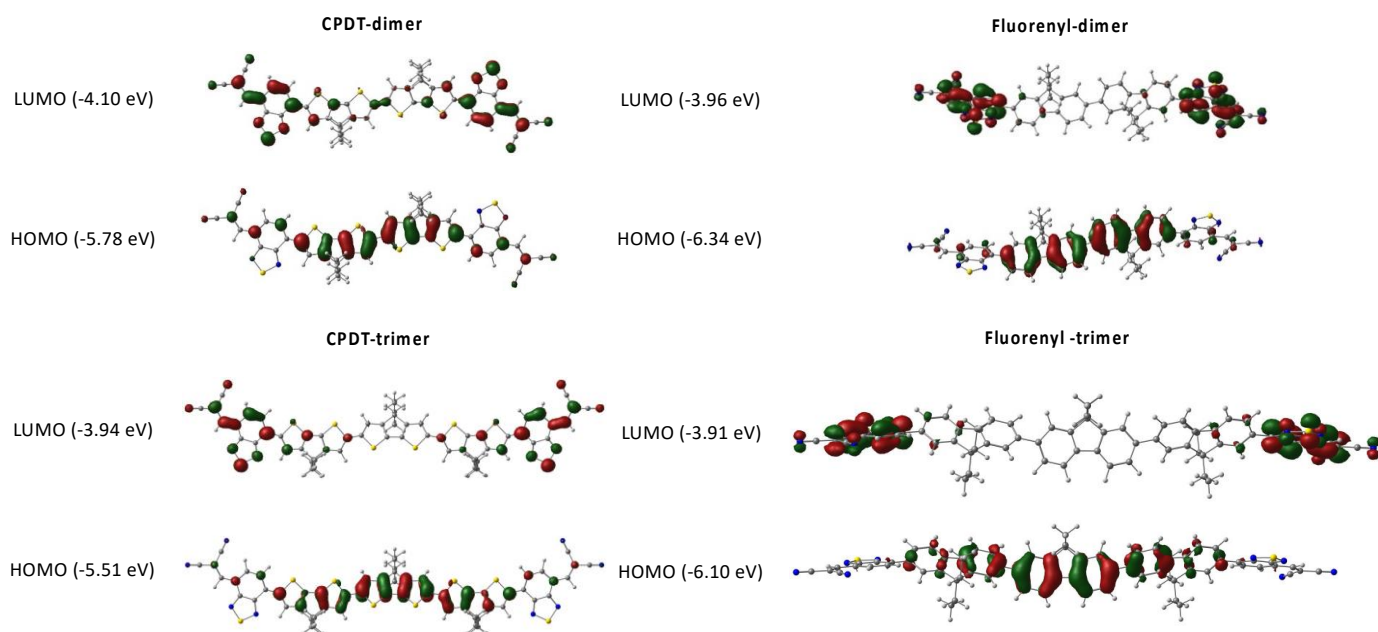 CPDT-dimer
Fluorenyl-dimer
LUMO (-4.10 eV)
LUMO (-3.96 eV)
HOMO (-5.78 eV)
HOMO (-6.34 eV)
CPDT-trimer
Fluorenyl -trimer
LUMO (-3.94 eV)
LUMO (-3.91 eV)
HOMO (-5.51 eV)
HOMO (-6.10 eV)